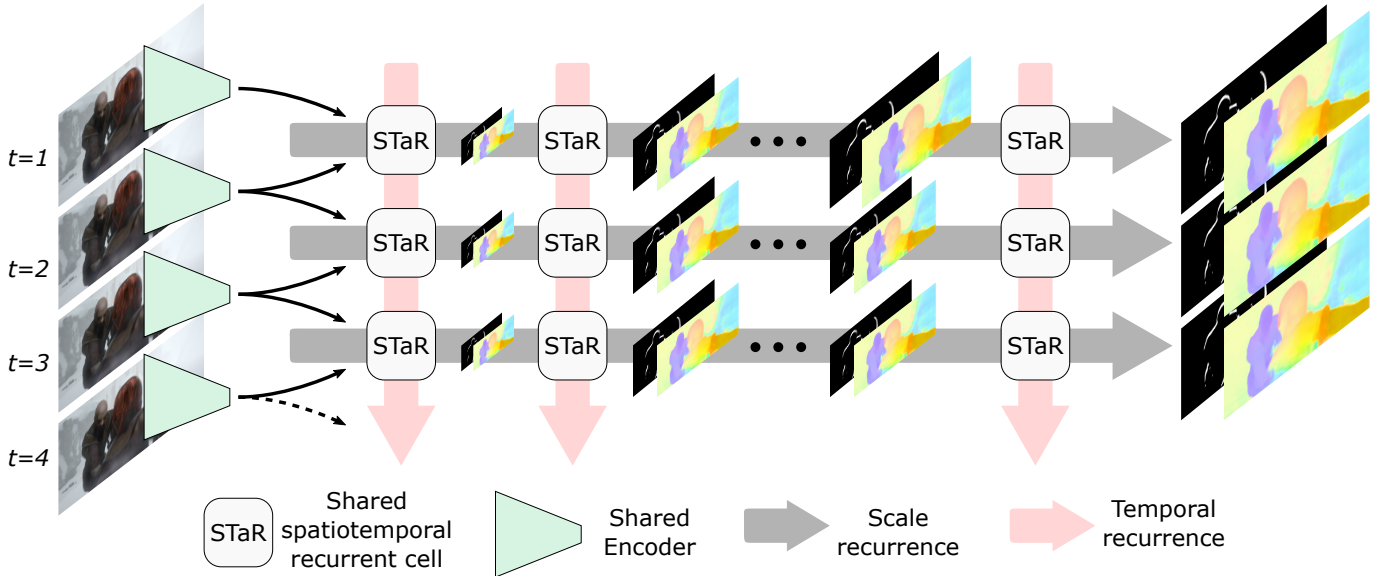 t=1
t=2
t=3
t=4
STaR
STaR
STaR
STaR
STaR
STaR
STaR
STaR
STaR
STaR
Shared
spatiotemporal
recurrent cell
Shared
Encoder
Scale
recurrence
Temporal
recurrence